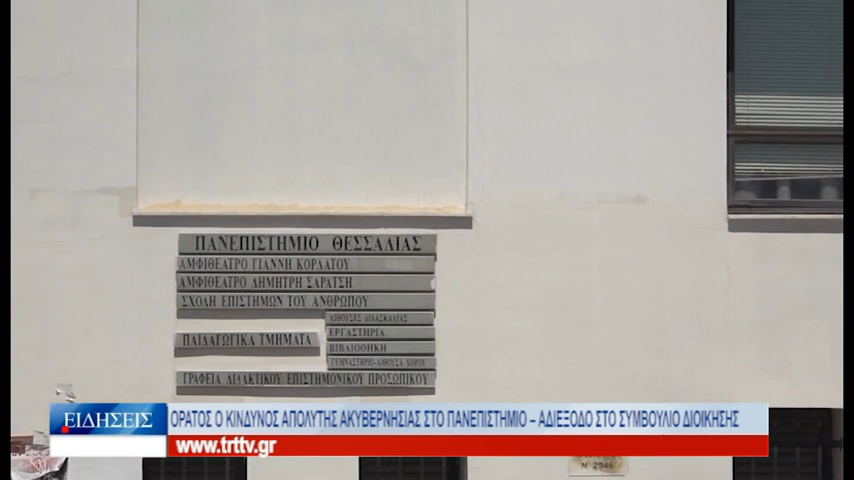 ΠΑΝΕΠΙΣΤΗΜΙΟ ΘΕΣΣΑΛΙΑΣ
ΑΜΦΙΘΕΑΤΡΟ ΓΙΑΝΝΗ ΚΟΡΔΑΤΟΥ
ΑΜΦΙΘΕΑΤΡΟ ΔΗΜΗΤΡΗ ΣΑΡΑΤΣΗ
ΣΧΟΛΗ ΕΠΙΣΤΗΜΩΝ ΤΟΥ ΑΝΘΡΩΠΟΥ
ΠΑΙΔΑΓΩΓΙΚΑ ΤΜΗΜΑΤΑ
ΑΙΘΟΥΣΕΣ ΔΙΔΑΣΚΑΛΙΑΣ
ΕΡΓΑΣΤΗΡΙΑ
ΒΙΒΛΙΟΘΗΚΗ
ΓΥΜΝΑΣΤΗΡΙΟ-ΑΙΘΟΥΣΑ ΧΟΡΟΥ
ΓΡΑΦΕΙΑ ΔΙΔΑΚΤΙΚΟΥ ΕΠΙΣΤΗΜΟΝΙΚΟΥ ΠΡΟΣΩΠΙΚΟΥ
ΕΙΔΗΣΕΙΣ
ΟΡΑΤΟΣ Ο ΚΙΝΔΥΝΟΣ ΑΠΟΛΥΤΗΣ ΑΚΥΒΕΡΝΗΣΙΑΣ ΣΤΟ ΠΑΝΕΠΙΣΤΗΜΙΟ – ΑΔΙΕΞΟΔΟ ΣΤΟ ΣΥΜΒΟΥΛΙΟ ΔΙΟΙΚΗΣΗΣ
www.trttv.gr
N 2946